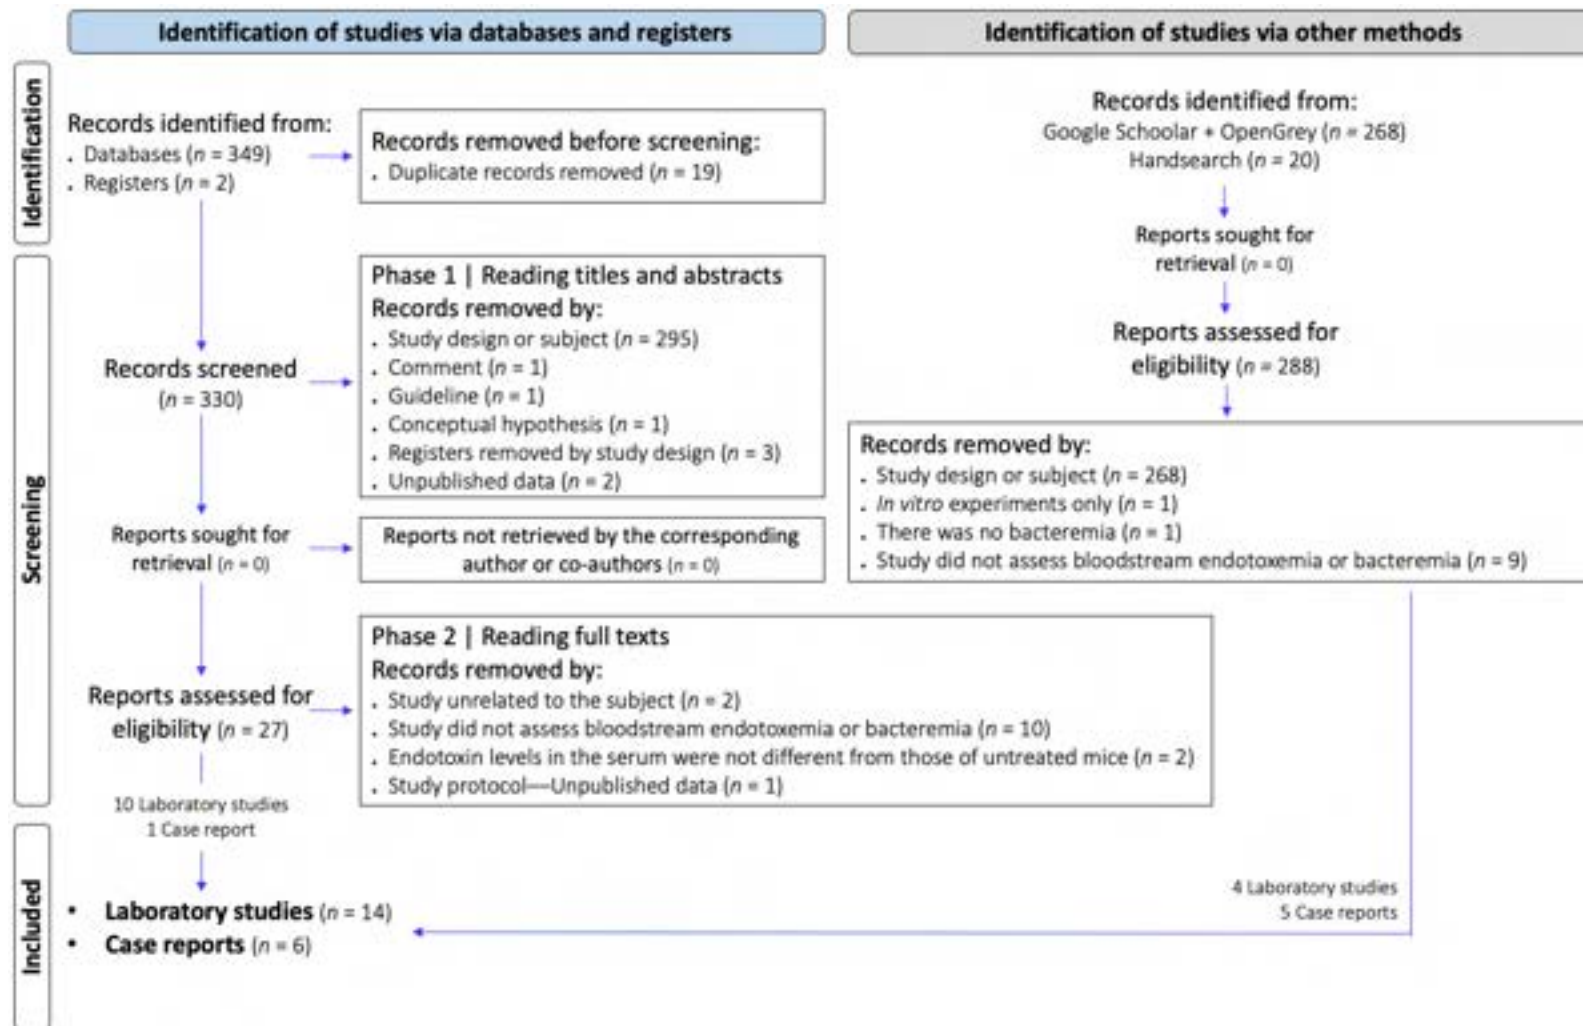 Identification of studies via databases and registers
Identification of studies via other methods
Identification
Records identified from:
. Databases (n = 349)
. Registers (n = 2)
Records removed before screening:
. Duplicate records removed (n = 19)
Records identified from:
Google Schoolar + OpenGrey (n = 268)
Handsearch (n = 20)
Reports sought for
retrieval (n = 0)
Reports assessed for
eligibility (n = 288)
Screening
Records screened
(n = 330)
Phase 1 | Reading titles and abstracts
Records removed by:
. Study design or subject (n = 295)
. Comment (n = 1)
. Guideline (n = 1)
. Conceptual hypothesis (n = 1)
. Registers removed by study design (n = 3)
. Unpublished data (n = 2)
Records removed by:
. Study design or subject (n = 268)
. In vitro experiments only (n = 1)
. There was no bacteremia (n = 1)
. Study did not assess bloodstream endotoxemia or bacteremia (n = 9)
Reports sought for
retrieval (n = 0)
Reports not retrieved by the corresponding
author or co-authors (n = 0)
Reports assessed for
eligibility (n = 27)
Phase 2 | Reading full texts
Records removed by:
. Study unrelated to the subject (n = 2)
. Study did not assess bloodstream endotoxemia or bacteremia (n = 10)
. Endotoxin levels in the serum were not different from those of untreated mice (n = 2)
. Study protocol—Unpublished data (n = 1)
10 Laboratory studies
1 Case report
Included
• Laboratory studies (n = 14)
• Case reports (n = 6)
4 Laboratory studies
5 Case reports